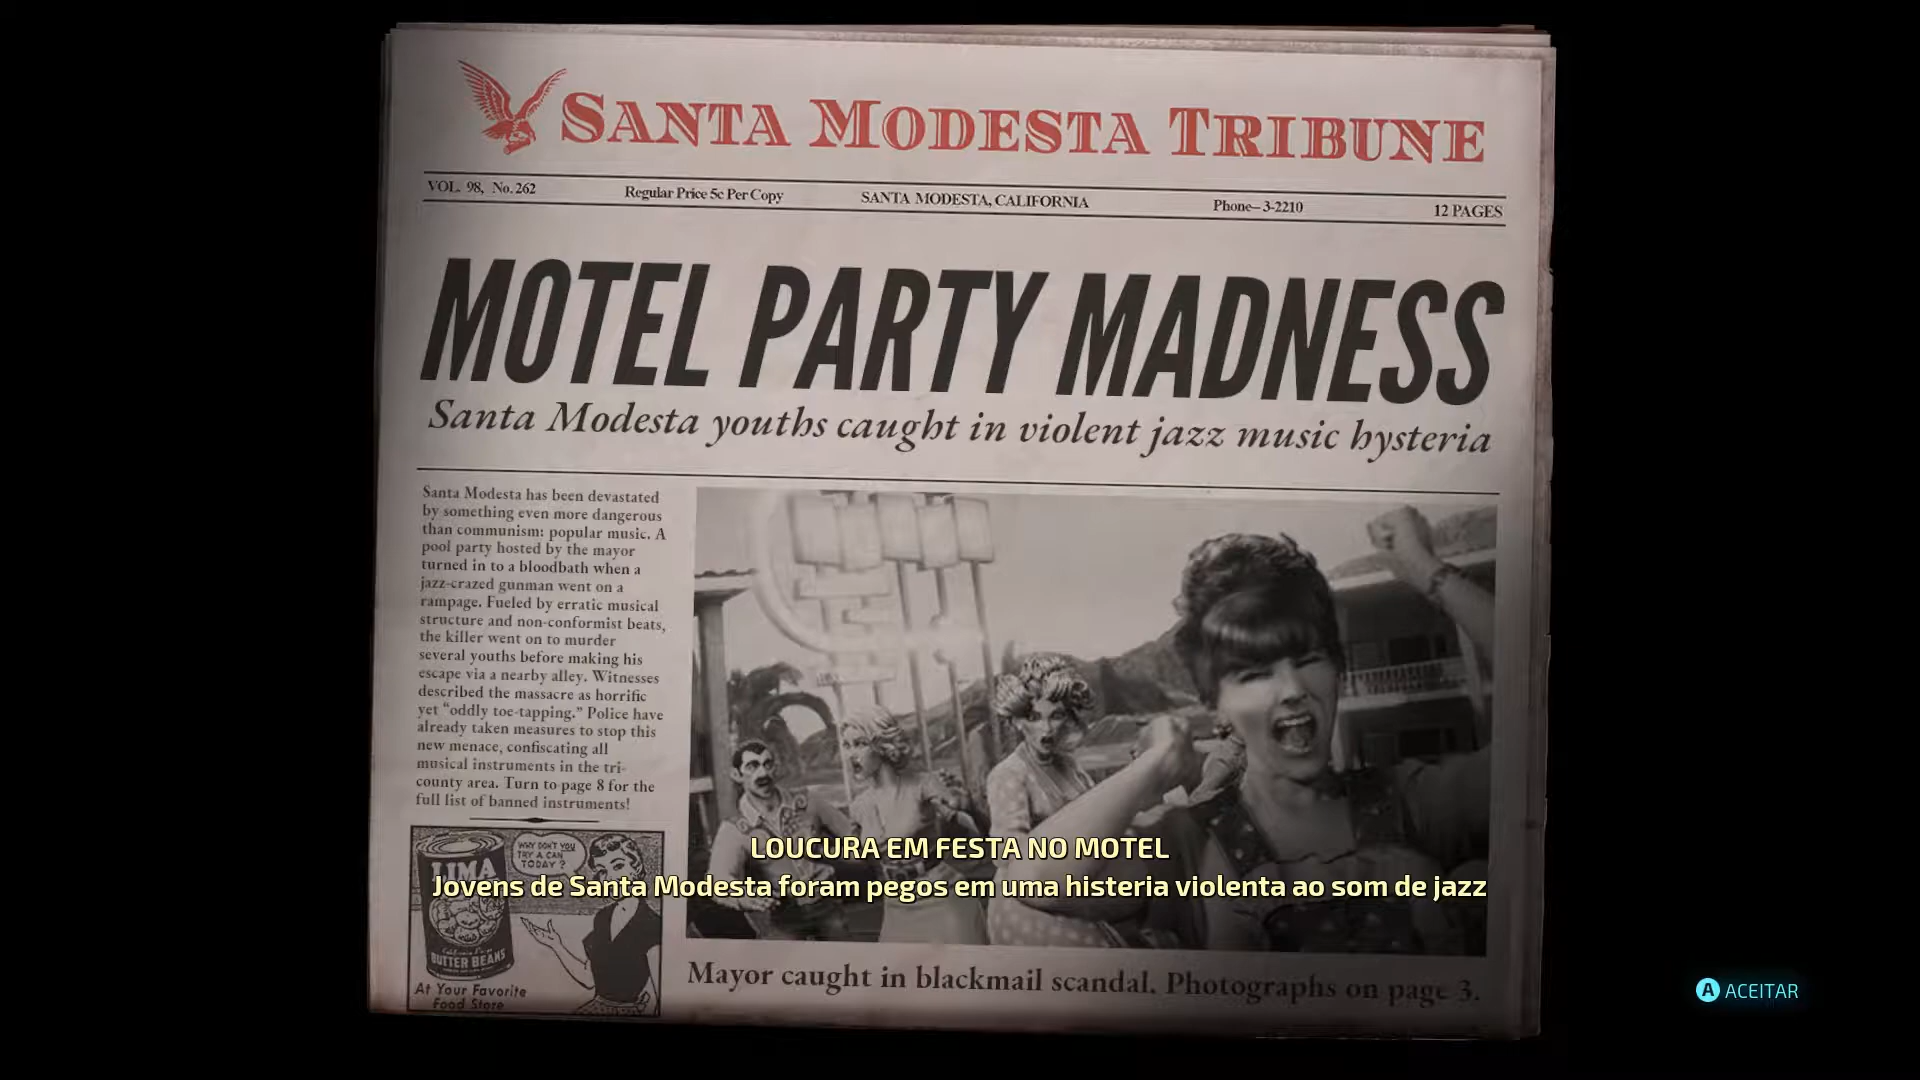 SANTA MODESTA TRIBUNE
VOL. 98, No. 262 Regular Price 5c Per Copy SANTA MODESTA, CALIFORNIA Phone–3-2210 12 PAGES
MOTEL PARTY MADNESS
Santa Modesta youths caught in violent jazz music hysteria
Santa Modesta has been devastated
by something even more dangerous
than communism: popular music. A
pool party hosted by the mayor
turned in to a bloodbath when a
jazz-crazed gunman went on a
rampage. Fueled by erratic musical
structure and non-conformist beats,
the killer went on to murder
several youths before making his
escape via a nearby alley. Witnesses
described the massacre as horrific
yet “oddly toe-tapping.” Police have
already taken measures to stop this
new menace, confiscating all
musical instruments in the tri-
county area. Turn to page 8 for the
full list of banned instruments!
WHY DON'T YOU
TRY A CAN
TODAY?
LIMA
BUTTER BEANS
At Your Favorite
Food Store
LOUCURA EM FESTA NO MOTEL
Jovens de Santa Modesta foram pegos em uma histeria violenta ao som de jazz
Mayor caught in blackmail scandal. Photographs on page 3.
A ACEITAR